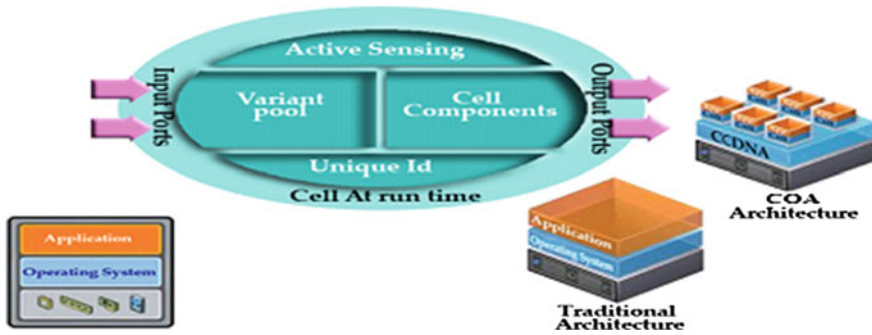 Active Sensing
Input Ports
Variant
pool
Cell
Components
Output Ports
Unique Id
Cell At run time
CCDNA
COA
Architecture
Application
Operating System
Application
Operating System
Traditional
Architecture